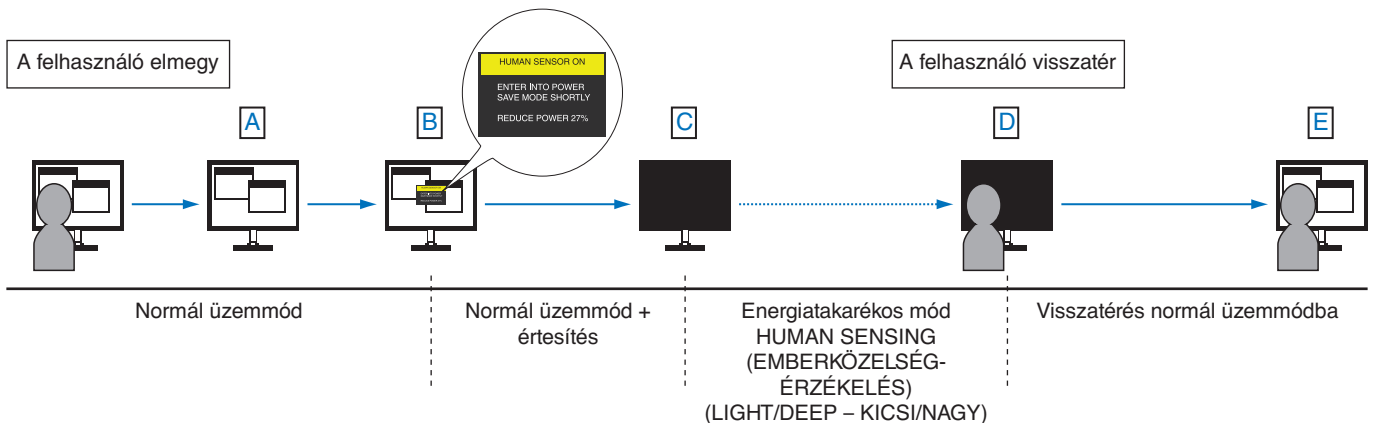 A felhasználó elmegy
A felhasználó visszatér
HUMAN SENSOR ON
ENTER INTO POWER
SAVE MODE SHORTLY
REDUCE POWER 27%
A
B
C
D
E
Normál üzemmód
Normál üzemmód +
értesítés
Energiatakarékos mód
HUMAN SENSING
(EMBERKÖZELSÉG-
ÉRZÉKELÉS)
(LIGHT/DEEP – KICSI/NAGY)
Visszatérés normál üzemmódba